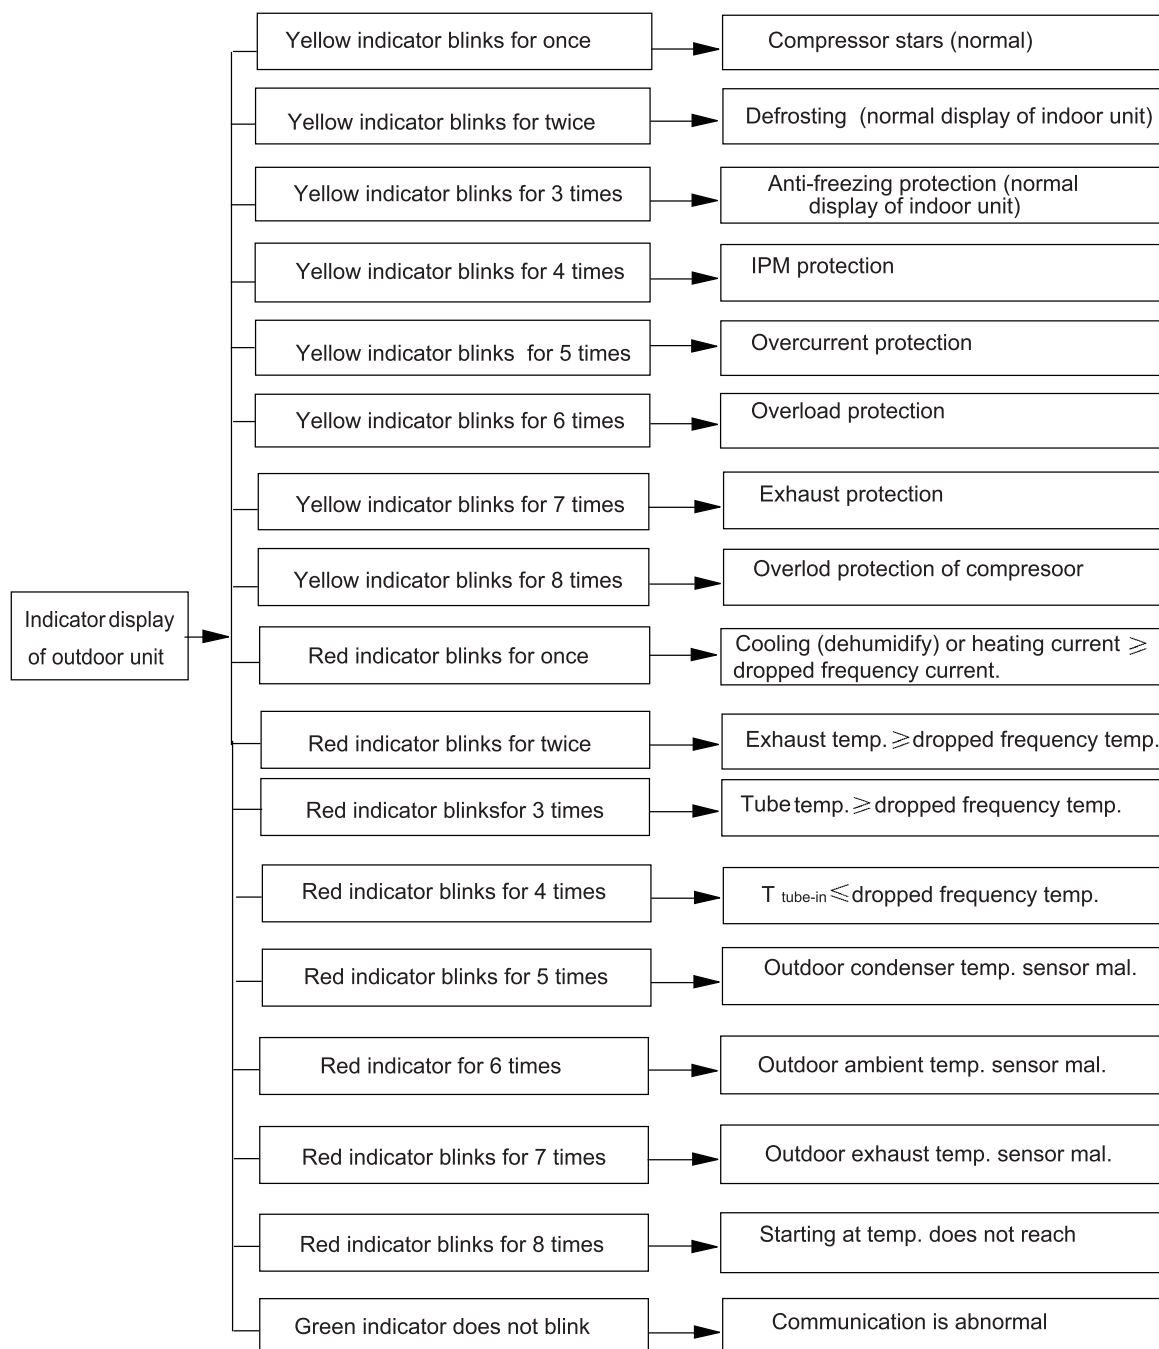 Yellow indicator blinks for once
Compressor stars (normal)
Yellow indicator blinks for twice
Defrosting (normal display of indoor unit)
Yellow indicator blinks for 3 times
Anti-freezing protection (normal
display of indoor unit)
Yellow indicator blinks for 4 times
IPM protection
Yellow indicator blinks for 5 times
Overcurrent protection
Yellow indicator blinks for 6 times
Overload protection
Yellow indicator blinks for 7 times
Exhaust protection
Yellow indicator blinks for 8 times
Overlod protection of compresoor
Indicator display
of outdoor unit
Red indicator blinks for once
Cooling (dehumidify) or heating current ⩾
dropped frequency current.
Red indicator blinks for twice
Exhaust temp. ⩾dropped frequency temp.
Red indicator blinksfor 3 times
Tube temp. ⩾dropped frequency temp.
Red indicator blinks for 4 times
T tube-in ⩽dropped frequency temp.
Red indicator blinks for 5 times
Outdoor condenser temp. sensor mal.
Red indicator for 6 times
Outdoor ambient temp. sensor mal.
Red indicator blinks for 7 times
Outdoor exhaust temp. sensor mal.
Red indicator blinks for 8 times
Starting at temp. does not reach
Green indicator does not blink
Communication is abnormal